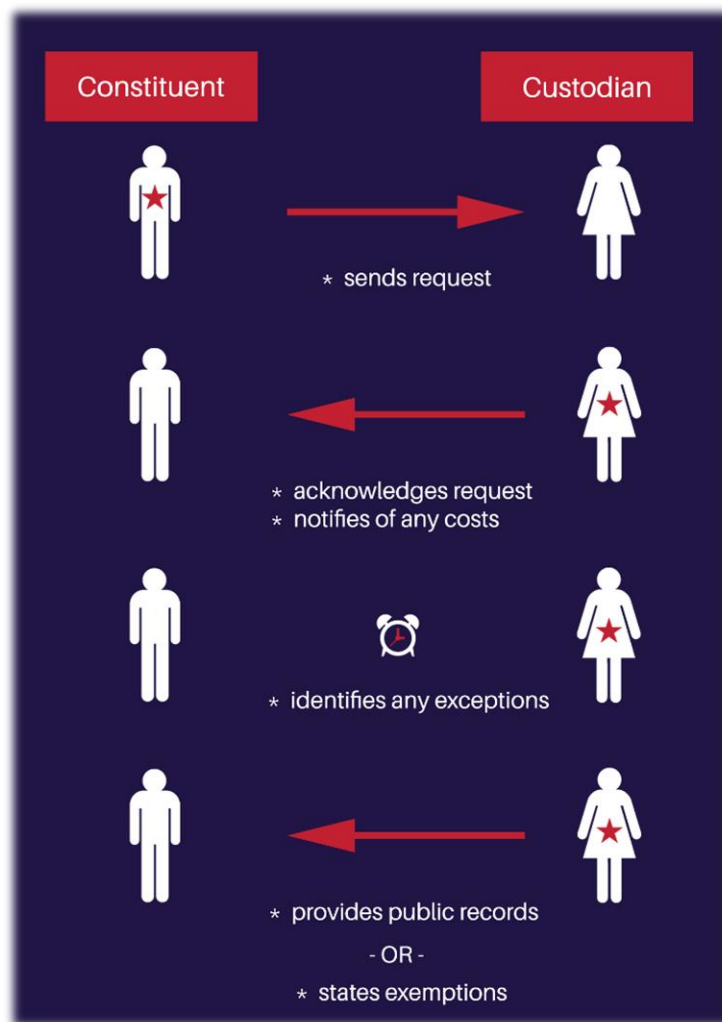 Constituent
Custodian
* sends request
* acknowledges request
* notifies of any costs
* identifies any exceptions
* provides public records
- OR -
* states exemptions